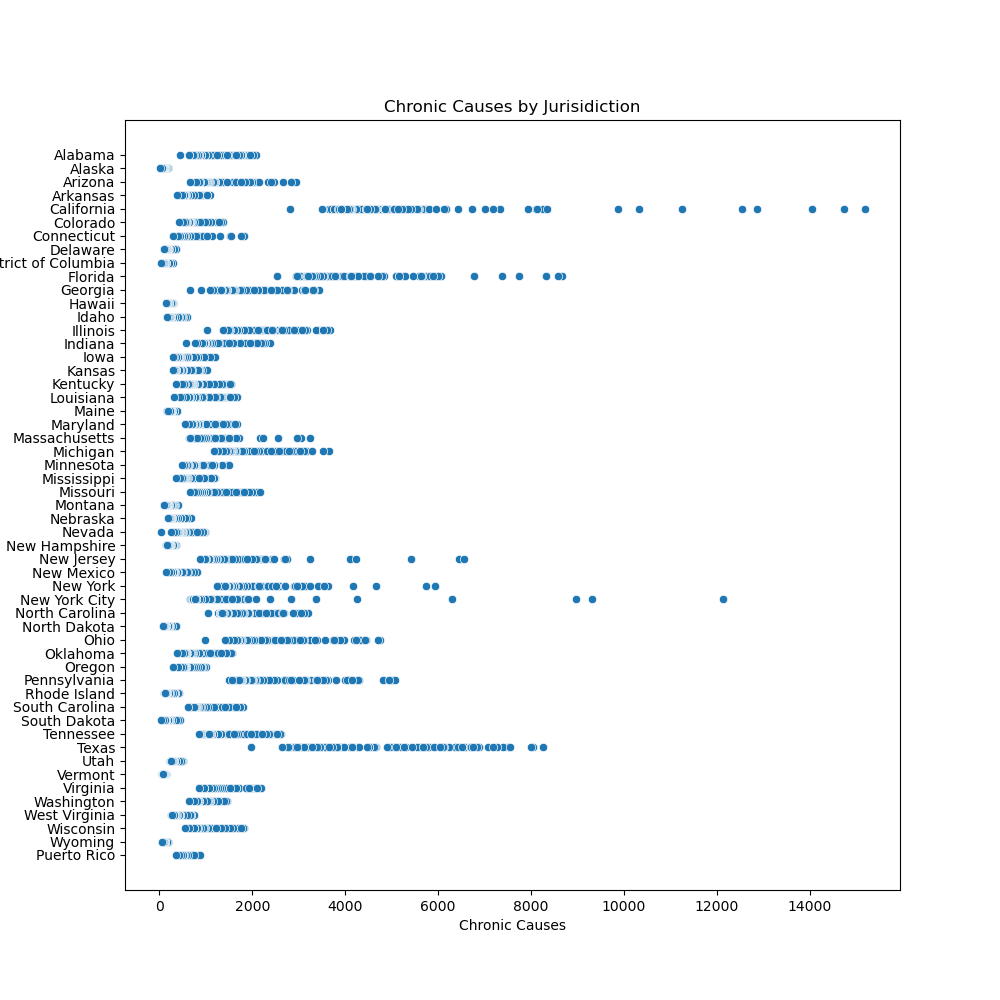 Chronic Causes by Jurisidiction
Alabama
Alaska
Arizona
Arkansas
California
Colorado
Connecticut
Delaware
trict of Columbia
Florida
Georgia
Hawaii
Idaho
Illinois
Indiana
Iowa
Kansas
Kentucky
Louisiana
Maine
Maryland
Massachusetts
Michigan
Minnesota
Mississippi
Missouri
Montana
Nebraska
Nevada
New Hampshire
New Jersey
New Mexico
New York
New York City
North Carolina
North Dakota
Ohio
Oklahoma
Oregon
Pennsylvania
Rhode Island
South Carolina
South Dakota
Tennessee
Texas
Utah
Vermont
Virginia
Washington
West Virginia
Wisconsin
Wyoming
Puerto Rico
0 2000 4000 6000 8000 10000 12000 14000
Chronic Causes